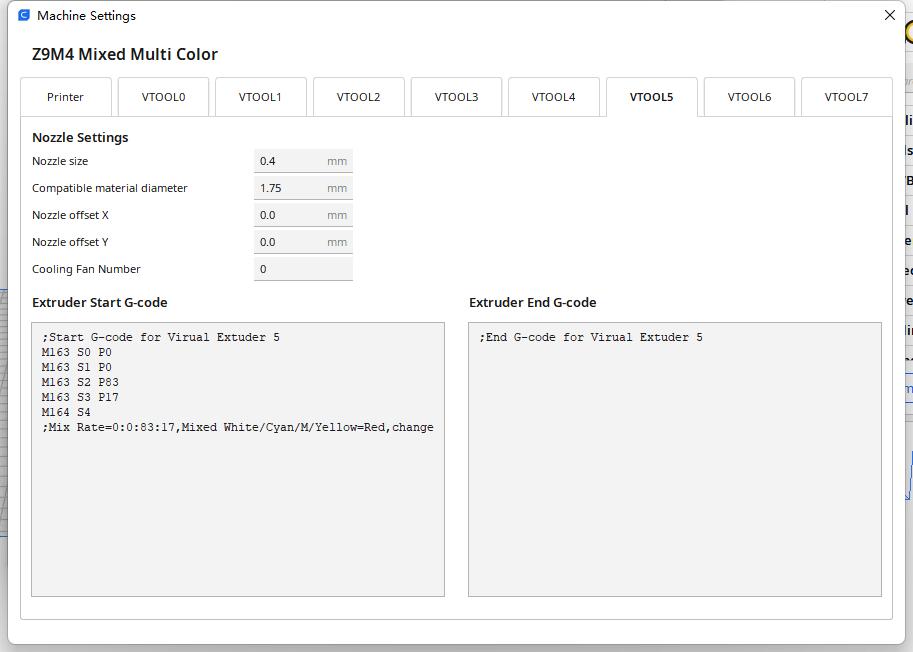 Machine Settings
Z9M4 Mixed Multi Color
Printer VTOOL0 VTOOL1 VTOOL2 VTOOL3 VTOOL4 VTOOL5 VTOOL6 VTOOL7
Nozzle Settings
Nozzle size 0.4 mm
Compatible material diameter 1.75 mm
Nozzle offset X 0.0 mm
Nozzle offset Y 0.0 mm
Cooling Fan Number 0
Extruder Start G-code
;Start G-code for Virual Extuder 5
M163 S0 P0
M163 S1 P0
M163 S2 P83
M163 S3 P17
M164 S4
;Mix Rate=0:0:83:17,Mixed White/Cyan/M/Yellow=Red,change
Extruder End G-code
;End G-code for Virual Extuder 5